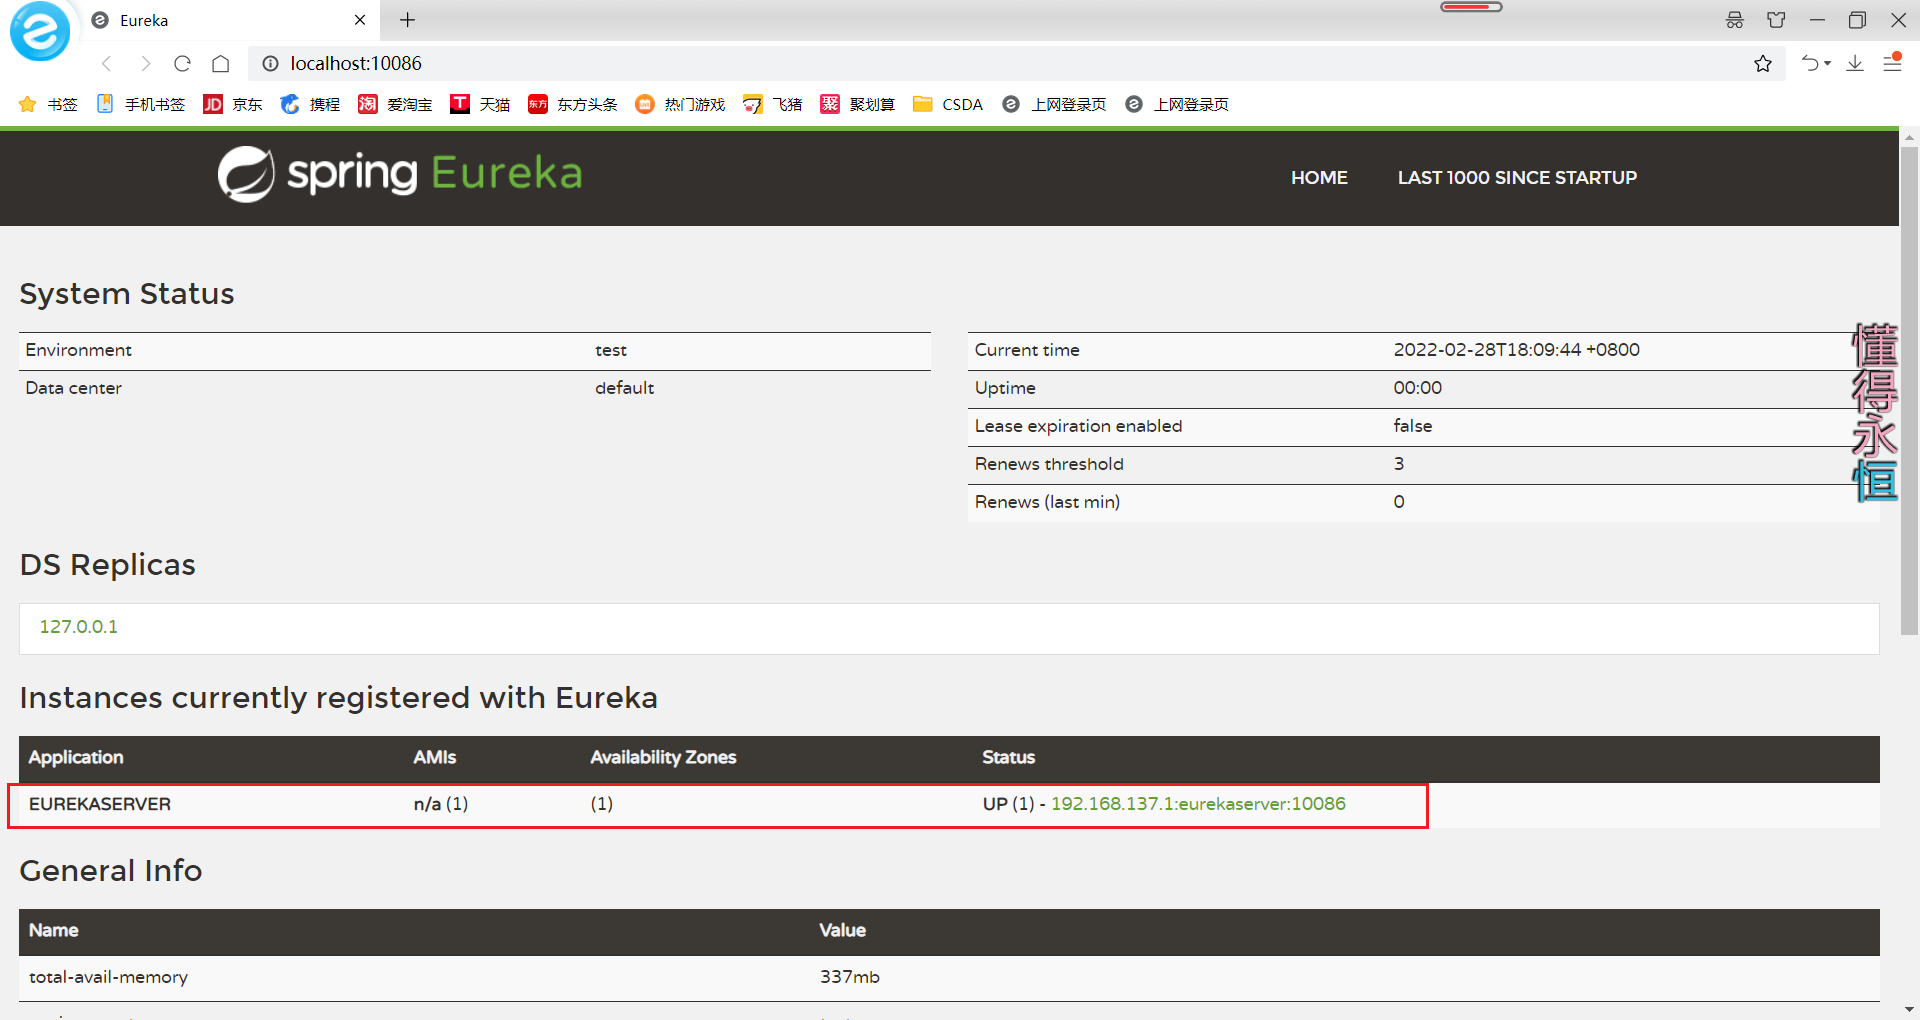 Eureka
localhost:10086
书签 手机书签 JD 京东 携程 淘 爱淘宝 T 天猫 东方 东方头条 热门游戏 飞猪 聚 聚划算 CSDA 上网登录页 上网登录页
spring Eureka
HOME LAST 1000 SINCE STARTUP
System Status
Environment test
Data center default
Current time 2022-02-28T18:09:44 +0800
Uptime 00:00
Lease expiration enabled false
Renews threshold 3
Renews (last min) 0
懂得永恒
DS Replicas
127.0.0.1
Instances currently registered with Eureka
Application AMIs Availability Zones Status
EUREKASERVER n/a (1) (1) UP (1) - 192.168.137.1:eurekaserver:10086
General Info
Name Value
total-avail-memory 337mb